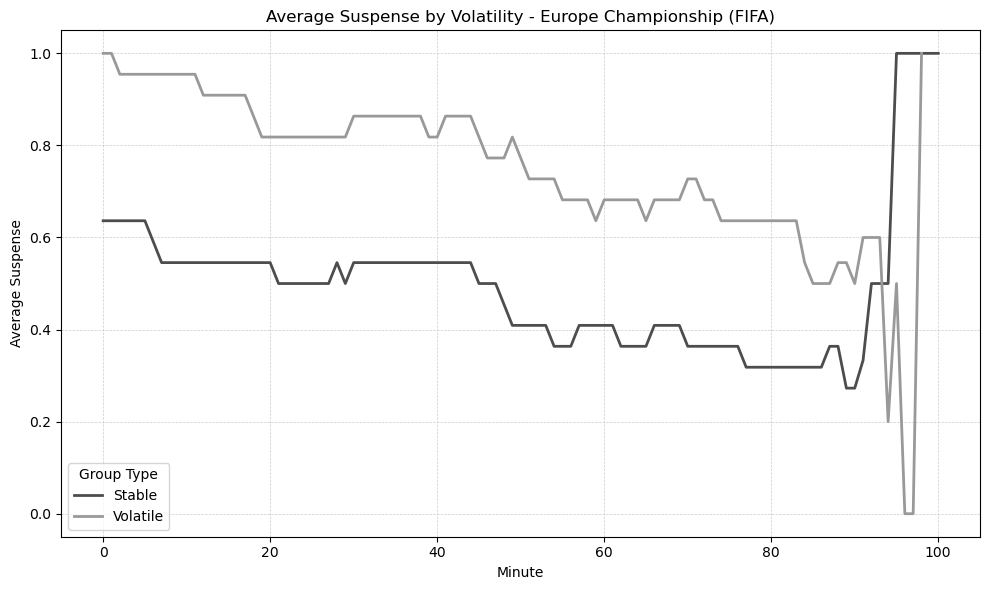 Average Suspense by Volatility - Europe Championship (FIFA)
Average Suspense
1.0
0.8
0.6
0.4
0.2
0.0
Group Type
Stable
Volatile
0 20 40 60 80 100
Minute